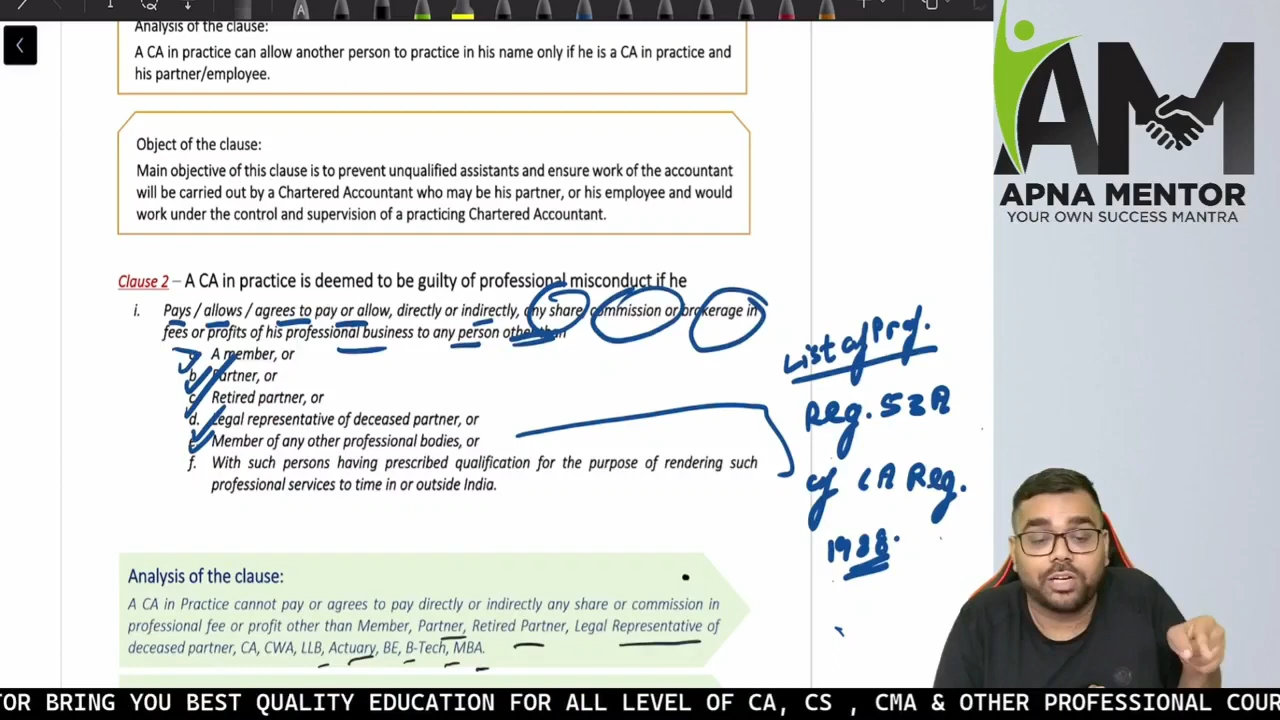 Analysis of the clause:
A CA in practice can allow another person to practice in his name only if he is a CA in practice and
his partner/employee.
Object of the clause:
Main objective of this clause is to prevent unqualified assistants and ensure work of the accountant
will be carried out by a Chartered Accountant who may be his partner, or his employee and would
work under the control and supervision of a practicing Chartered Accountant.
Clause 2 – A CA in practice is deemed to be guilty of professional misconduct if he
i. Pays / allows / agrees to pay or allow, directly or indirectly, any share, commission or brokerage in
fees or profits of his professional business to any person other than
a. A member, or
b. Partner, or
c. Retired partner, or
d. Legal representative of deceased partner, or
e. Member of any other professional bodies, or
f. With such persons having prescribed qualification for the purpose of rendering such
professional services to time in or outside India.
List of Prof.
Reg. 53A
of CA Reg.
1988.
Analysis of the clause:
A CA in Practice cannot pay or agrees to pay directly or indirectly any share or commission in
professional fee or profit other than Member, Partner, Retired Partner, Legal Representative of
deceased partner, CA, CWA, LLB, Actuary, BE, B-Tech, MBA.
AM
APNA MENTOR
YOUR OWN SUCCESS MANTRA
TOR BRING YOU BEST QUALITY EDUCATION FOR ALL LEVEL OF CA, CS , CMA & OTHER PROFESSIONAL COUR